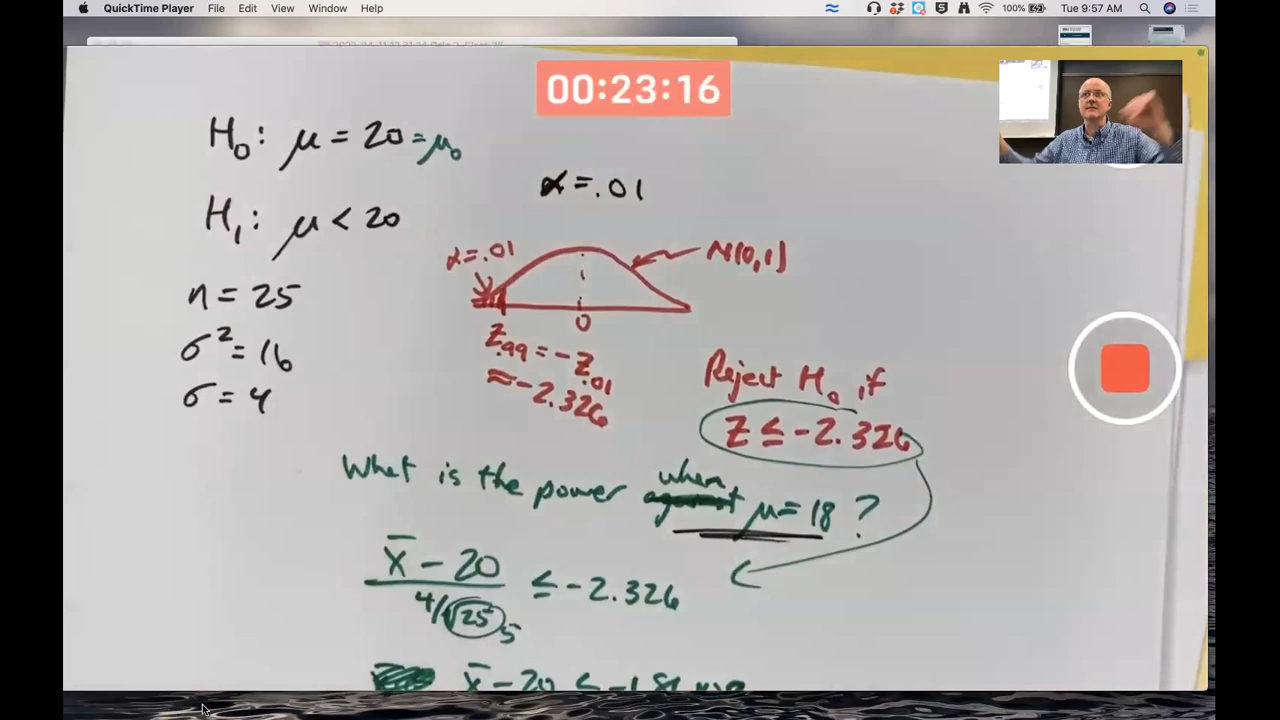 QuickTime Player File Edit View Window Help 100% Tue 9:57 AM
00:23:16
H₀: μ = 20 = μ₀
α = .01
H₁: μ < 20
α = .01
N(0,1)
n = 25
0
σ² = 16
z.99 = -z.01
≈ -2.326
σ = 4
Reject H₀ if
Z ≤ -2.326
What is the power when
against μ = 18 ?
x̄ - 20
4/√25 5
≤ -2.326
x̄ - 20 ≤